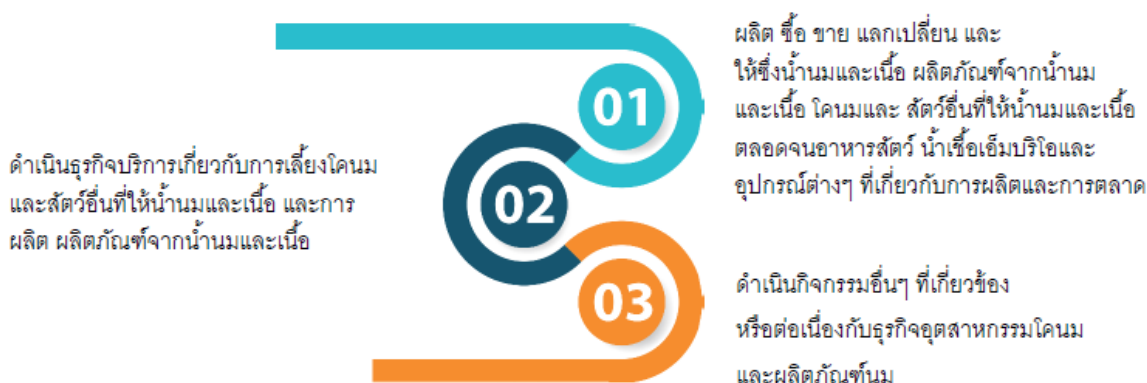 01
ผลิต ซื้อ ขาย แลกเปลี่ยน และ
ให้ซึ่งน้ำนมและเนื้อ ผลิตภัณฑ์จากน้ำนม
และเนื้อ โคนมและ สัตว์อื่นที่ให้น้ำนมและเนื้อ
ตลอดจนอาหารสัตว์ น้ำเชื้อเอ็มบริโอและ
อุปกรณ์ต่างๆ ที่เกี่ยวกับการผลิตและการตลาด
02
ดำเนินธุรกิจบริการเกี่ยวกับการเลี้ยงโคนม
และสัตว์อื่นที่ให้น้ำนมและเนื้อ และการ
ผลิต ผลิตภัณฑ์จากน้ำนมและเนื้อ
03
ดำเนินกิจกรรมอื่นๆ ที่เกี่ยวข้อง
หรือต่อเนื่องกับธุรกิจอุตสาหกรรมโคนม
และผลิตภัณฑ์นม